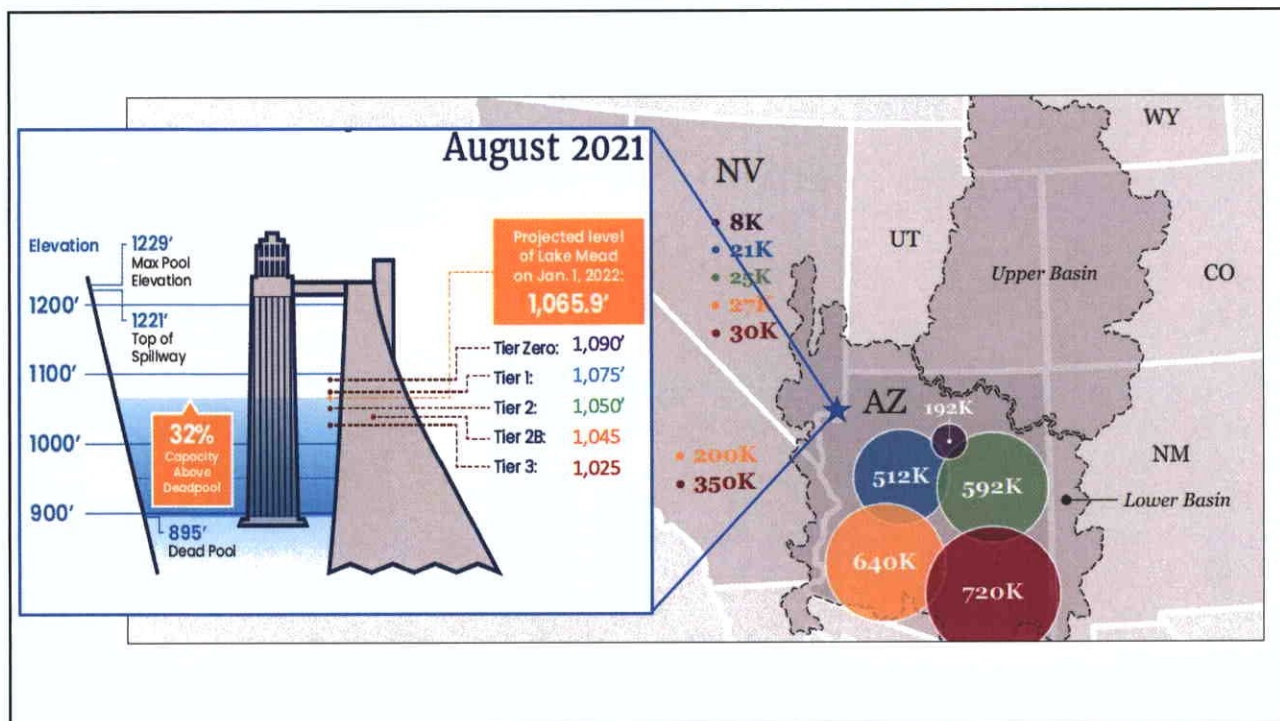 August 2021
Elevation
1229'
Max Pool
Elevation
1200'
1221'
Top of
Spillway
1100'
1000'
900'
895'
Dead Pool
32%
Capacity
Above
Deadpool
Projected level
of Lake Mead
on Jan. 1, 2022:
1,065.9'
Tier Zero: 1,090'
Tier 1: 1,075'
Tier 2: 1,050'
Tier 2B: 1,045
Tier 3: 1,025
NV
8K
21K
25K
27K
30K
200K
350K
UT
WY
Upper Basin
CO
AZ
192K
512K
592K
640K
720K
NM
Lower Basin